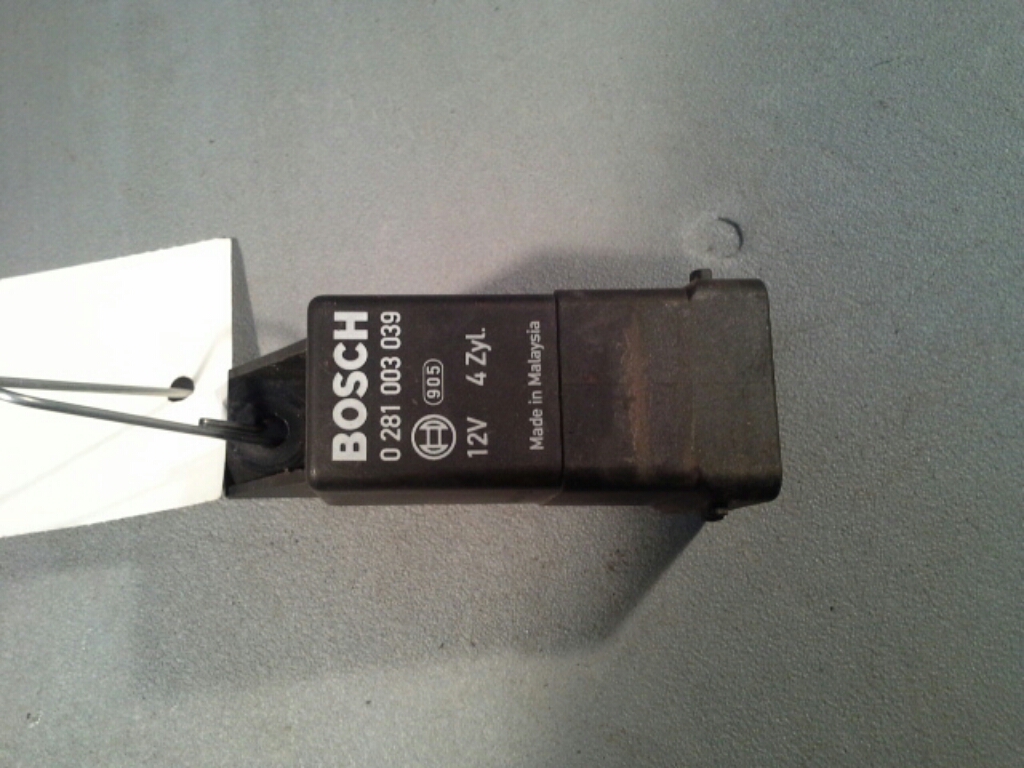 BOSCH
0 281 003 039
905
12V 4 Zyl.
Made in Malaysia